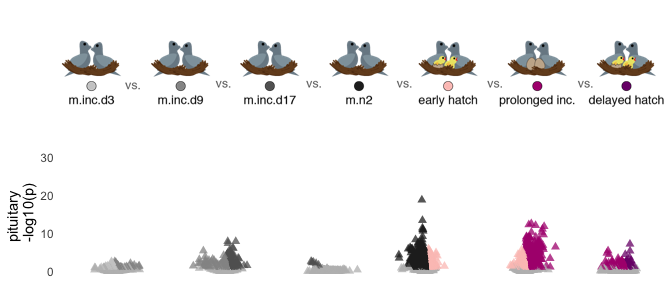 vs. vs. vs. vs. vs. vs.
m.inc.d3 m.inc.d9 m.inc.d17 m.n2 early hatch prolonged inc. delayed hatch
30
20
10
0
pituitary
-log10(p)